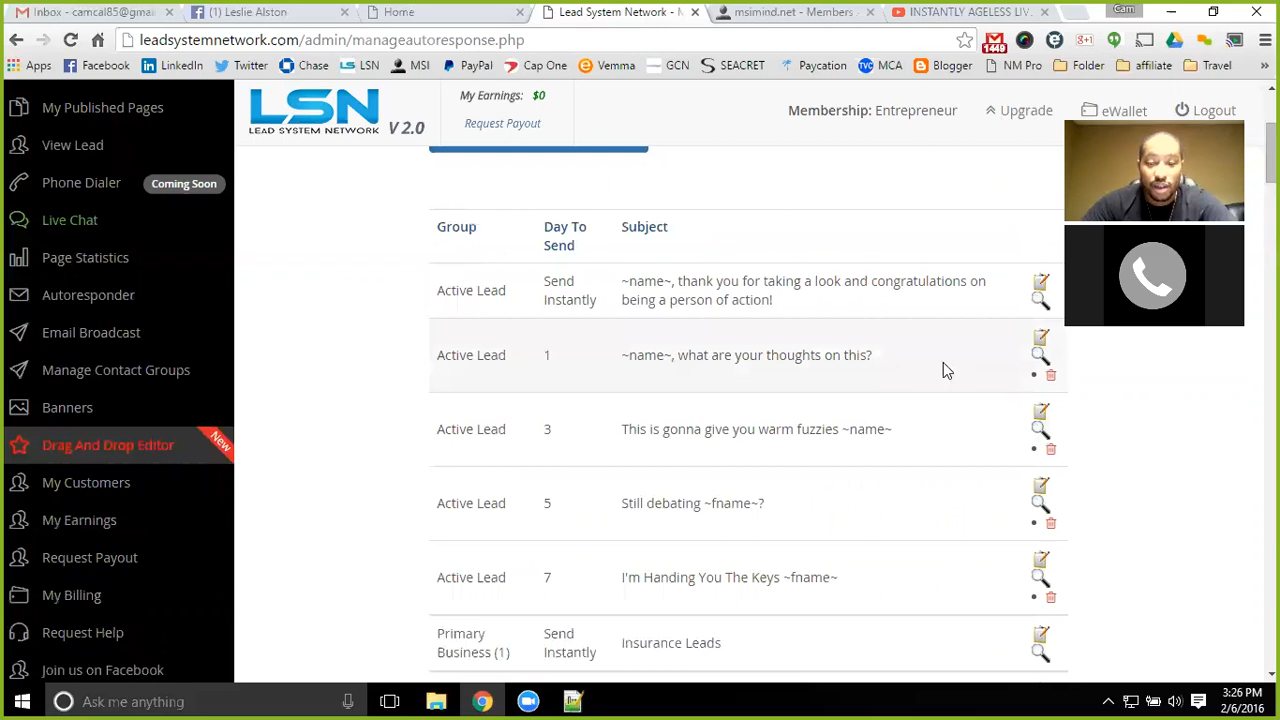 Inbox - camcal85@gmai
(1) Leslie Alston
Home
Lead System Network -
msimind.net - Members
INSTANTLY AGELESS LIV
Cam
leadsystemnetwork.com/admin/manageautoresponse.php
1449
Apps Facebook LinkedIn Twitter Chase LSN MSI PayPal Cap One Vemma GCN SEACRET Paycation MCA Blogger NM Pro Folder affiliate Travel
My Published Pages
View Lead
Phone Dialer Coming Soon
Live Chat
Page Statistics
Autoresponder
Email Broadcast
Manage Contact Groups
Banners
Drag And Drop Editor New
My Customers
My Earnings
Request Payout
My Billing
Request Help
Join us on Facebook
LSN
LEAD SYSTEM NETWORK V 2.0
My Earnings: $0
Request Payout
Membership: Entrepreneur Upgrade eWallet Logout
Group Day To Send Subject
Active Lead Send Instantly ~name~, thank you for taking a look and congratulations on
being a person of action!
Active Lead 1 ~name~, what are your thoughts on this?
Active Lead 3 This is gonna give you warm fuzzies ~name~
Active Lead 5 Still debating ~fname~?
Active Lead 7 I'm Handing You The Keys ~fname~
Primary Business (1) Send Instantly Insurance Leads
Ask me anything
3:26 PM
2/6/2016